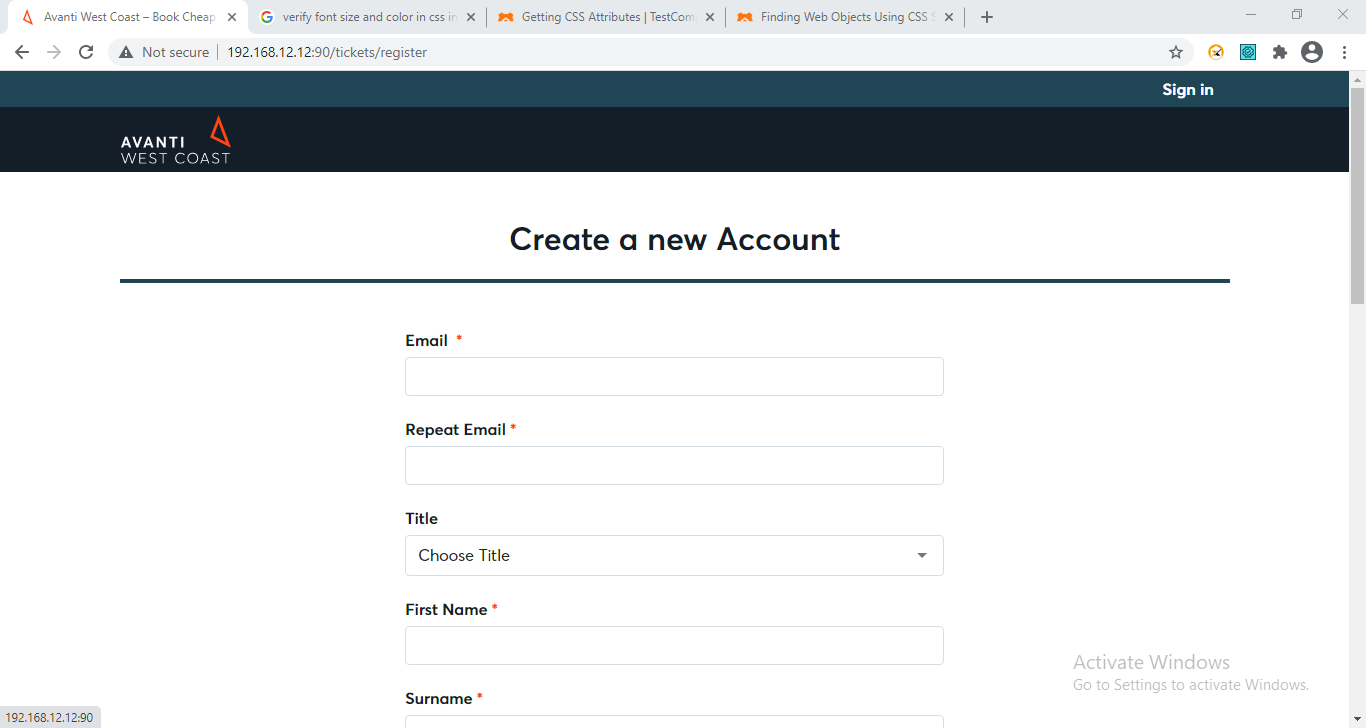 Avanti West Coast – Book Cheap
verify font size and color in css in
Getting CSS Attributes | TestCom
Finding Web Objects Using CSS S
Not secure | 192.168.12.12:90/tickets/register
Sign in
AVANTI
WEST COAST
Create a new Account
Email *
Repeat Email *
Title
Choose Title
First Name *
Surname *
Activate Windows
Go to Settings to activate Windows.
192.168.12.12:90